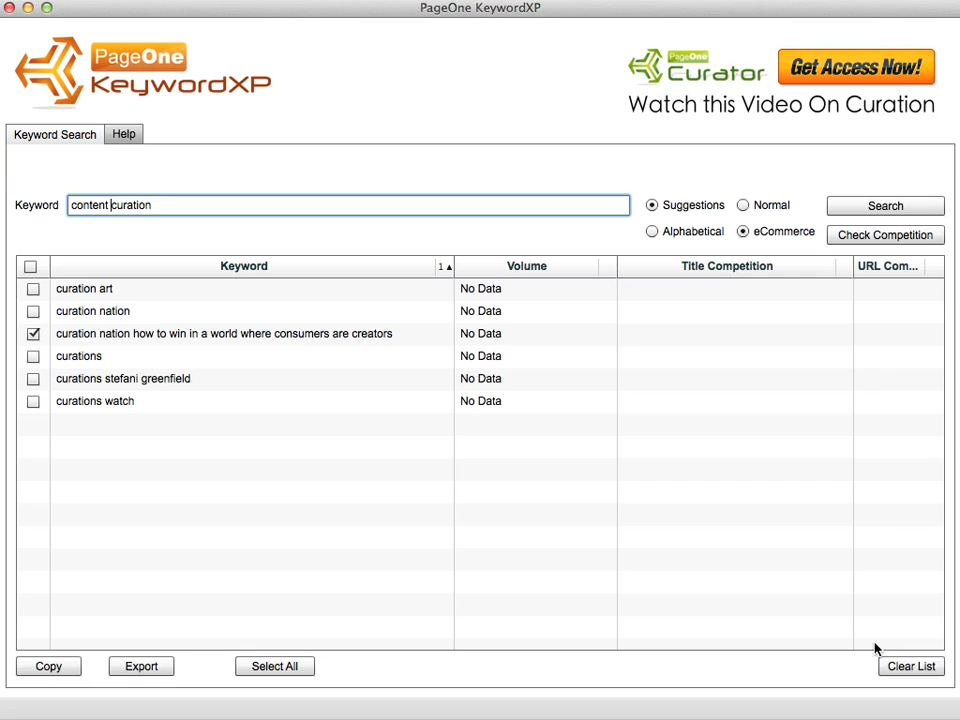 PageOne KeywordXP
PageOne
KeywordXP
PageOne
Curator
Get Access Now!
Watch this Video On Curation
Keyword Search
Help
Keyword
content curation
Suggestions
Normal
Search
Alphabetical
eCommerce
Check Competition
Keyword
1
Volume
Title Competition
URL Com...
curation art
No Data
curation nation
No Data
curation nation how to win in a world where consumers are creators
No Data
curations
No Data
curations stefani greenfield
No Data
curations watch
No Data
Copy
Export
Select All
Clear List